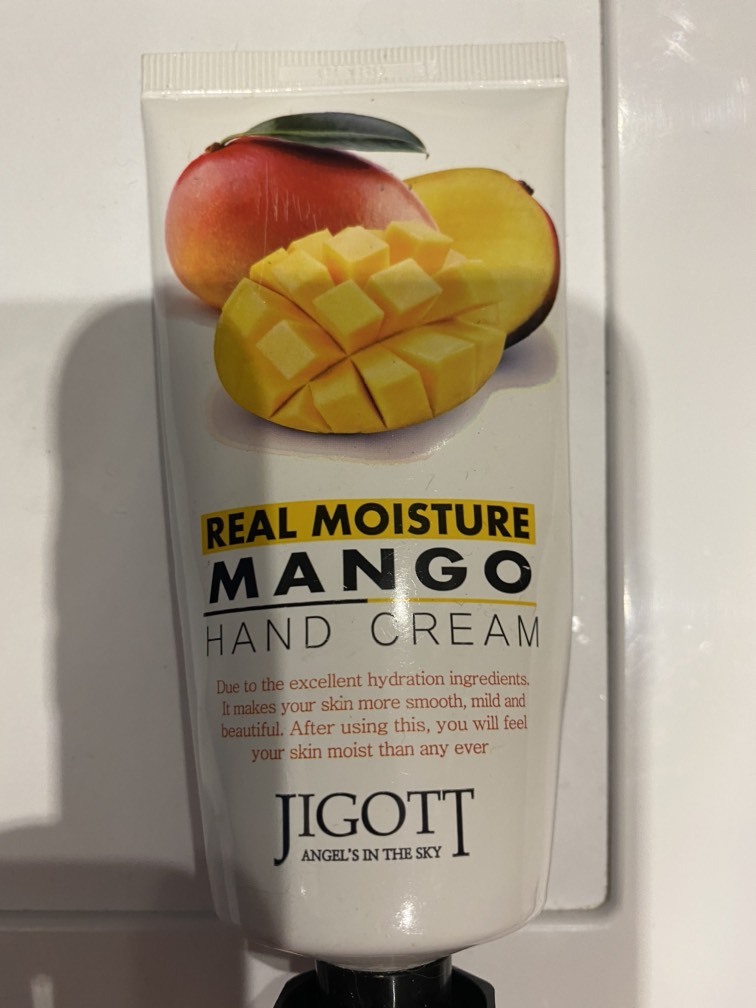 REAL MOISTURE
MANGO
HAND CREAM
Due to the excellent hydration ingredients.
It makes your skin more smooth, mild and
beautiful. After using this, you will feel
your skin moist than any ever
JIGOTT
ANGEL'S IN THE SKY